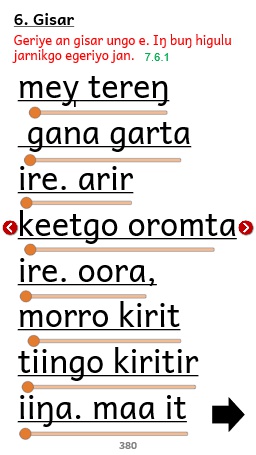 6. Gisar
Geriye an gisar ungo e. Iŋ buŋ higulu
jarnikgo egeriyo jan. 7.6.1
mey tereŋ
gana garta
ire. arir
keetgo oromta
ire. oora,
morro kirit
tiingo kiritir
iiŋa. maa it
380